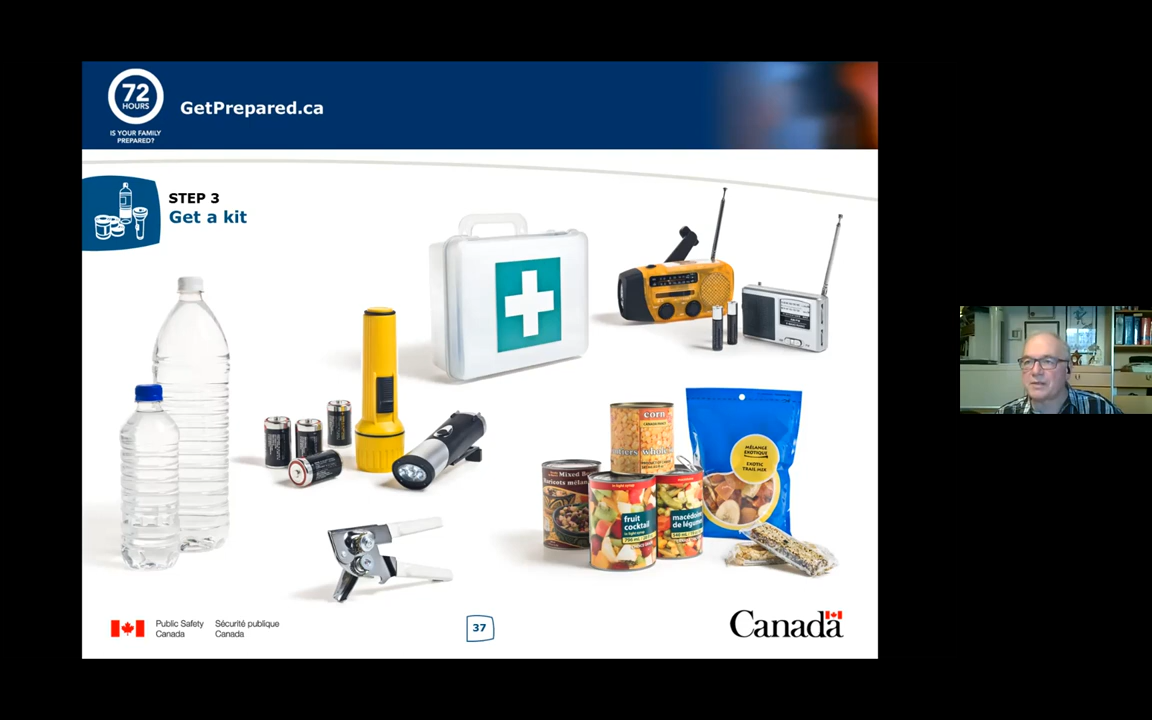 72
HOURS
IS YOUR FAMILY
PREPARED?
GetPrepared.ca
STEP 3
Get a kit
corn
Mixed
fruit
cocktail
macédoine
de légume
MÉLANGE
EXOTIQUE
EXOTIC
TRAIL MIX
Public Safety
Canada
Sécurité publique
Canada
37
Canada